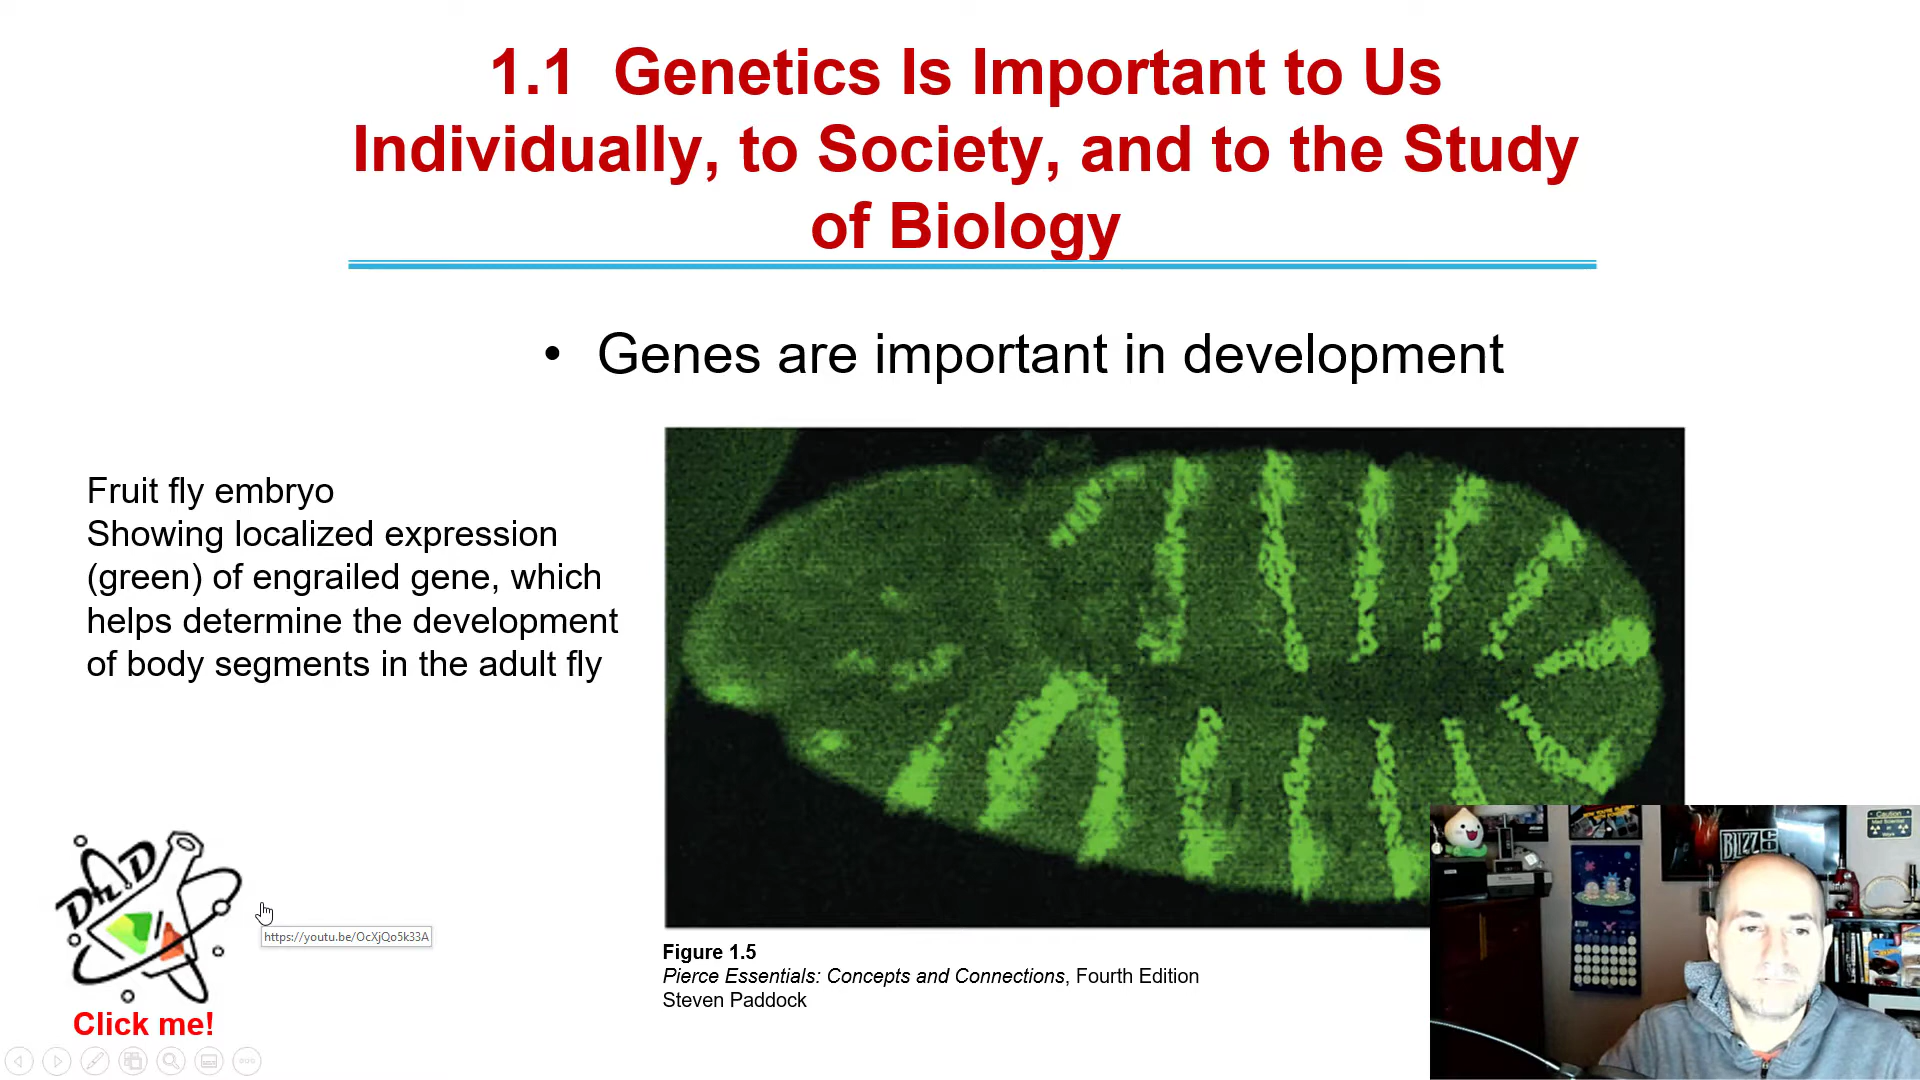 1.1 Genetics Is Important to Us
Individually, to Society, and to the Study
of Biology
• Genes are important in development
Fruit fly embryo
Showing localized expression
(green) of engrailed gene, which
helps determine the development
of body segments in the adult fly
Dr. D
https://youtu.be/OcXjQo5k33A
Click me!
Figure 1.5
Pierce Essentials: Concepts and Connections, Fourth Edition
Steven Paddock
BLIZZ
Caution